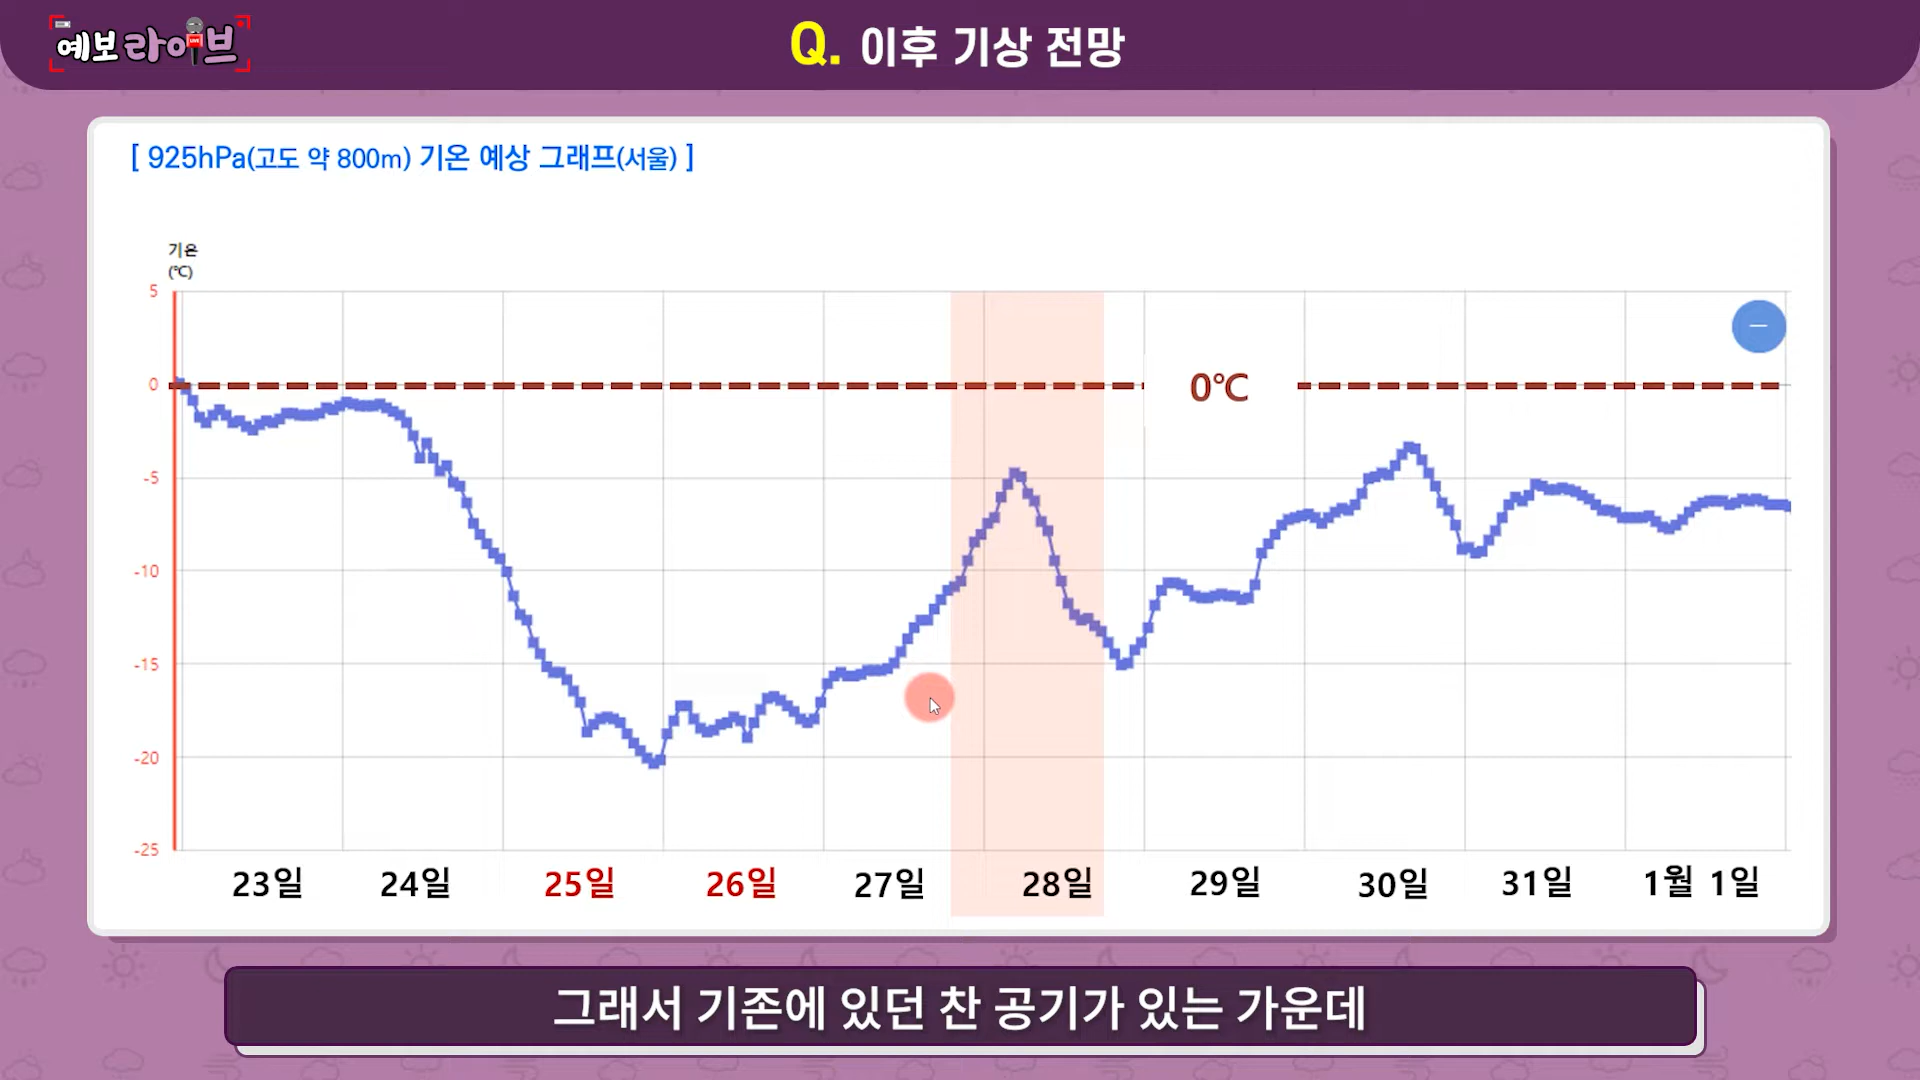 예보라이브
LIVE
Q. 이후 기상 전망
[ 925hPa(고도 약 800m) 기온 예상 그래프(서울) ]
기온
(℃)
5
0
-5
-10
-15
-20
-25
0℃
23일 24일 25일 26일 27일 28일 29일 30일 31일 1월 1일
그래서 기존에 있던 찬 공기가 있는 가운데